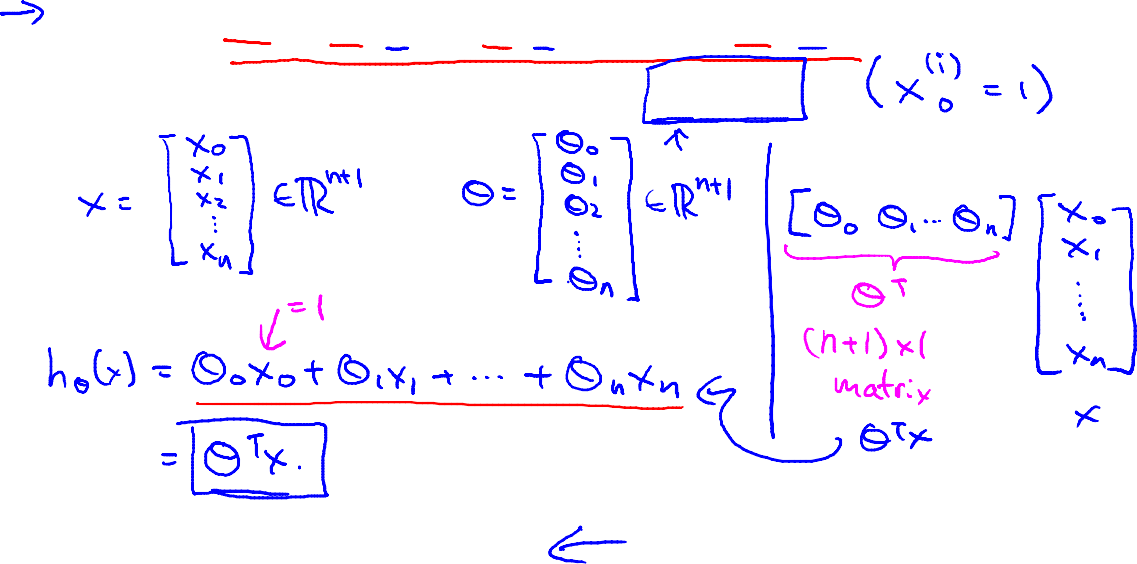 (x₀⁽ⁱ⁾ = 1)
x = [x₀ x₁ x₂ ⋮ xₙ] ∈ ℝⁿ⁺¹
θ = [θ₀ θ₁ θ₂ ⋮ θₙ] ∈ ℝⁿ⁺¹
= 1
h_θ(x) = θ₀x₀ + θ₁x₁ + ⋯ + θₙxₙ
= θᵀx.
[θ₀ θ₁ ⋯ θₙ] [x₀ x₁ ⋮ xₙ]
θᵀ
(n+1) × 1
matrix
x
θᵀx